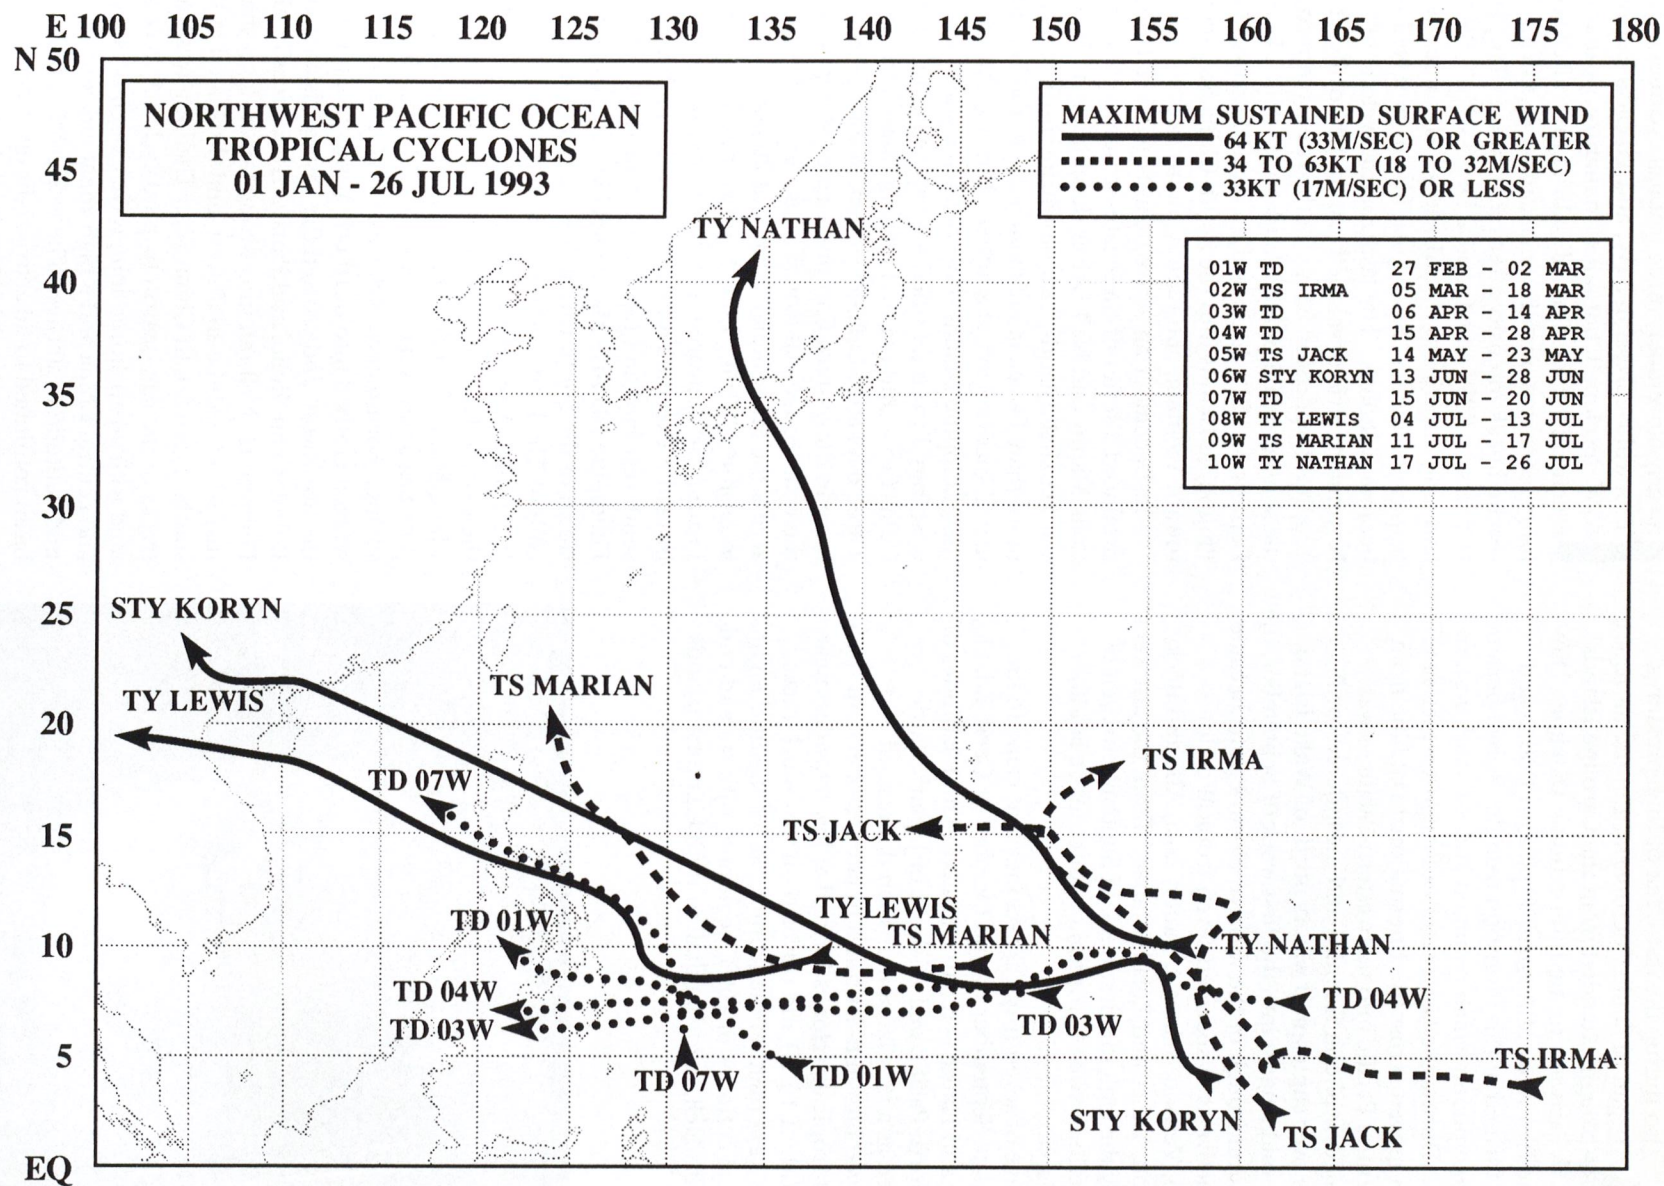 E 100 105 110 115 120 125 130 135 140 145 150 155 160 165 170 175 180
N 50
45
40
35
30
25
20
15
10
5
EQ
NORTHWEST PACIFIC OCEAN
TROPICAL CYCLONES
01 JAN - 26 JUL 1993
MAXIMUM SUSTAINED SURFACE WIND
64 KT (33M/SEC) OR GREATER
34 TO 63KT (18 TO 32M/SEC)
33KT (17M/SEC) OR LESS
01W TD 27 FEB - 02 MAR
02W TS IRMA 05 MAR - 18 MAR
03W TD 06 APR - 14 APR
04W TD 15 APR - 28 APR
05W TS JACK 14 MAY - 23 MAY
06W STY KORYN 13 JUN - 28 JUN
07W TD 15 JUN - 20 JUN
08W TY LEWIS 04 JUL - 13 JUL
09W TS MARIAN 11 JUL - 17 JUL
10W TY NATHAN 17 JUL - 26 JUL
TY NATHAN
STY KORYN
TS MARIAN
TY LEWIS
TS IRMA
TD 07W
TS JACK
TY LEWIS
TD 01W
TS MARIAN
TY NATHAN
TD 04W
TD 04W
TD 03W
TD 03W
TS IRMA
TD 07W
TD 01W
STY KORYN
TS JACK